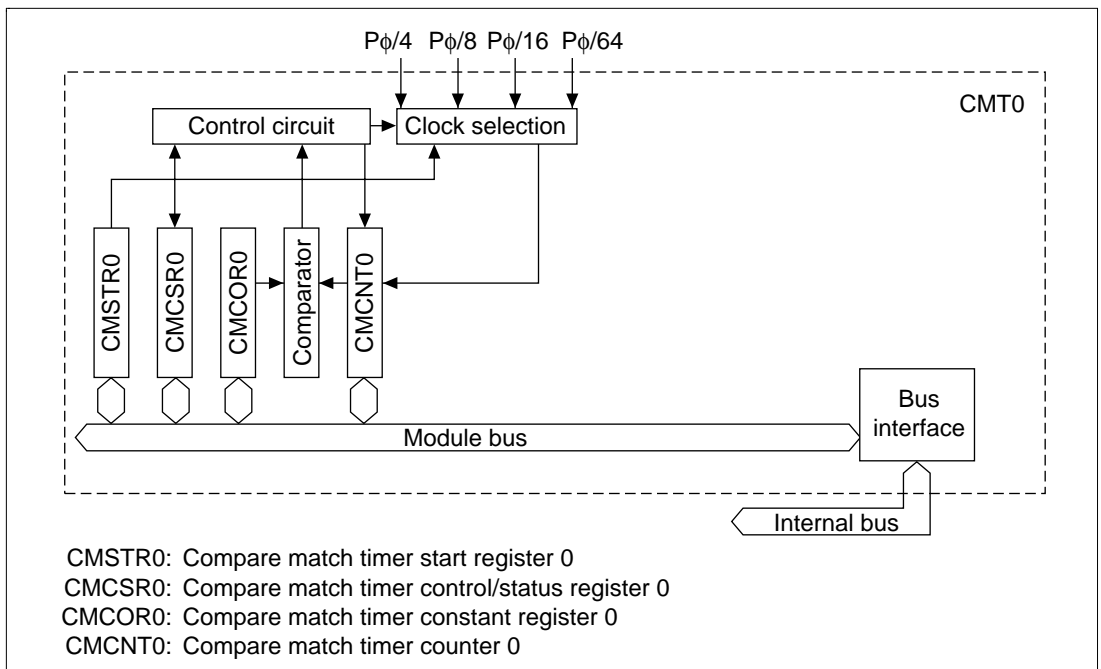 Pϕ/4 Pϕ/8 Pϕ/16 Pϕ/64
CMT0
Control circuit
Clock selection
CMSTR0
CMCSR0
CMCOR0
Comparator
CMCNT0
Bus
interface
Module bus
Internal bus
CMSTR0: Compare match timer start register 0
CMCSR0: Compare match timer control/status register 0
CMCOR0: Compare match timer constant register 0
CMCNT0: Compare match timer counter 0